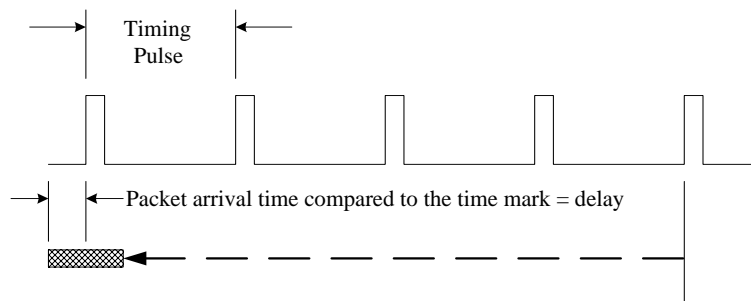 Timing
Pulse
Packet arrival time compared to the time mark = delay